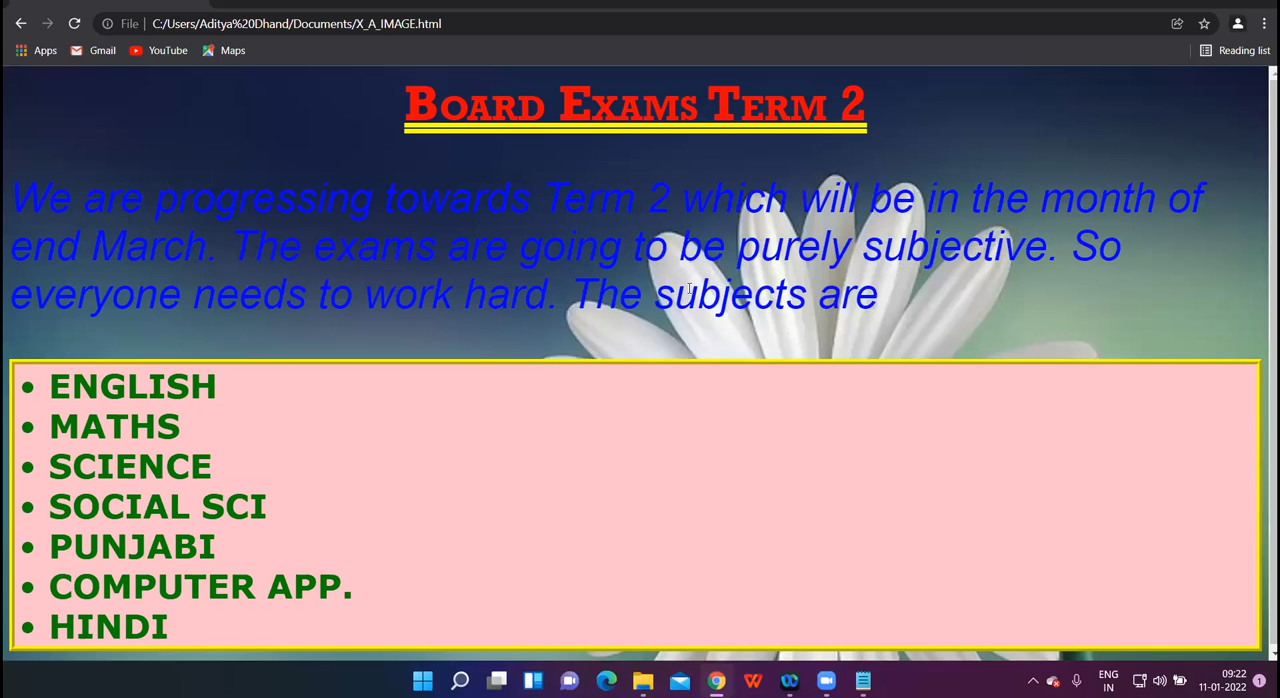 File
C:/Users/Aditya%20Dhand/Documents/X_A_IMAGE.html
Apps Gmail YouTube Maps Reading list
BOARD EXAMS TERM 2
We are progressing towards Term 2 which will be in the month of
end March. The exams are going to be purely subjective. So
everyone needs to work hard. The subjects are
• ENGLISH
• MATHS
• SCIENCE
• SOCIAL SCI
• PUNJABI
• COMPUTER APP.
• HINDI
ENG
IN
09:22
11-01-2022
1